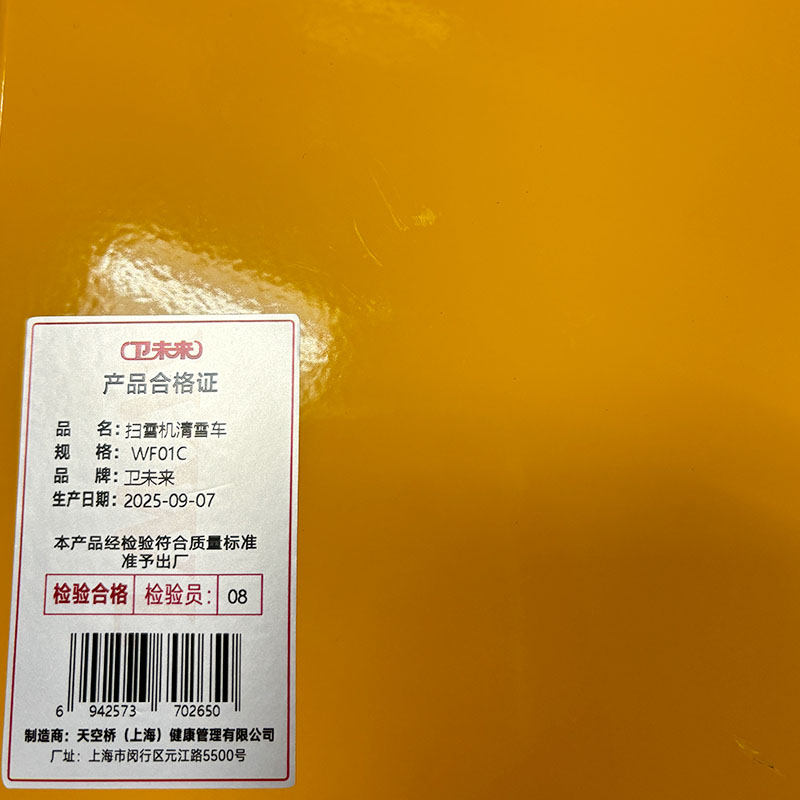 卫未来
产品合格证
品 名：扫雪机清雪车
规 格：WF01C
品 牌：卫未来
生产日期：2025-09-07
本产品经检验符合质量标准
准予出厂
检验合格 检验员： 08
6 942573 702650
制造商：天空桥（上海）健康管理有限公司
厂址：上海市闵行区元江路5500号